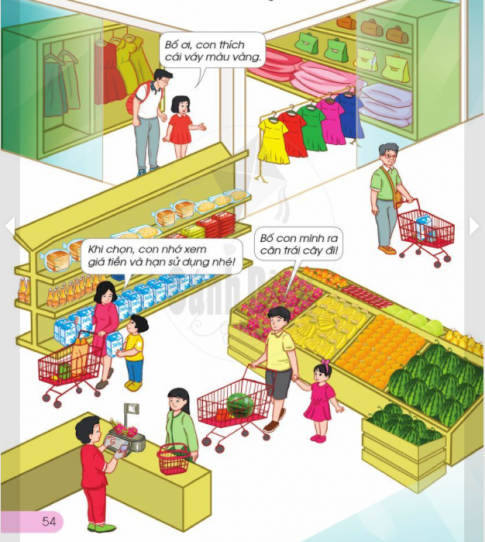 Bố ơi, con thích
cái váy màu vàng.
Khi chọn, con nhớ xem
giá tiền và hạn sử dụng nhé!
Bố con mình ra
cân trái cây đi!
54